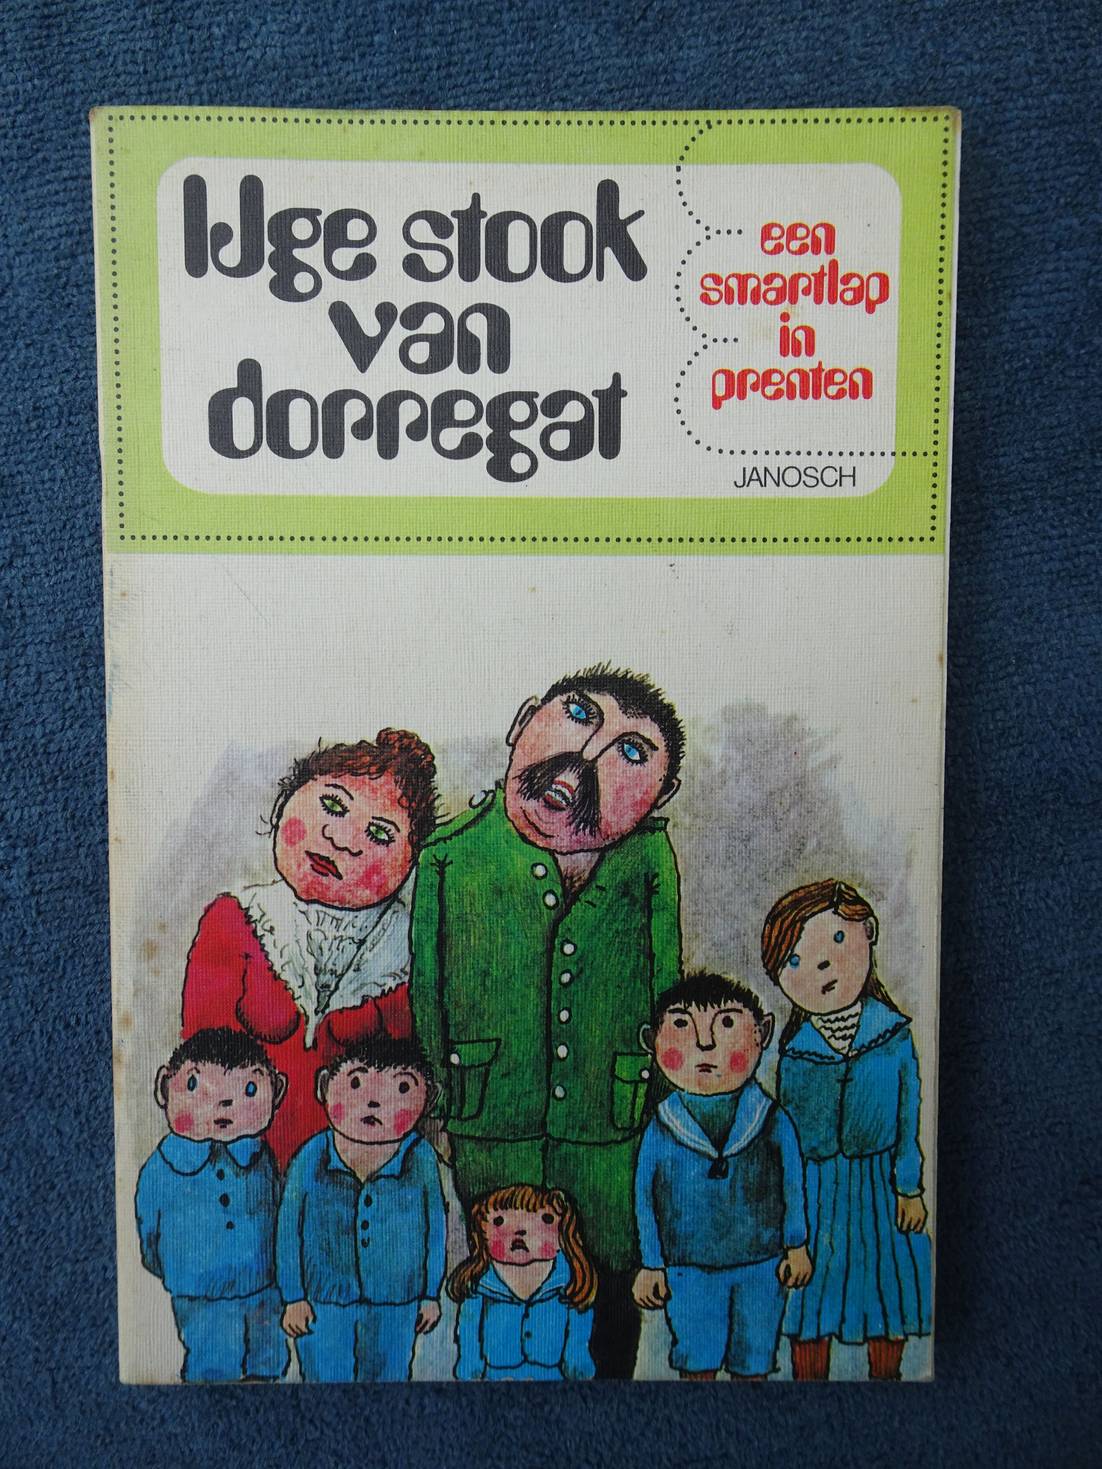 IJge stook
van
dorregat
een
smartlap
in
prenten
JANOSCH